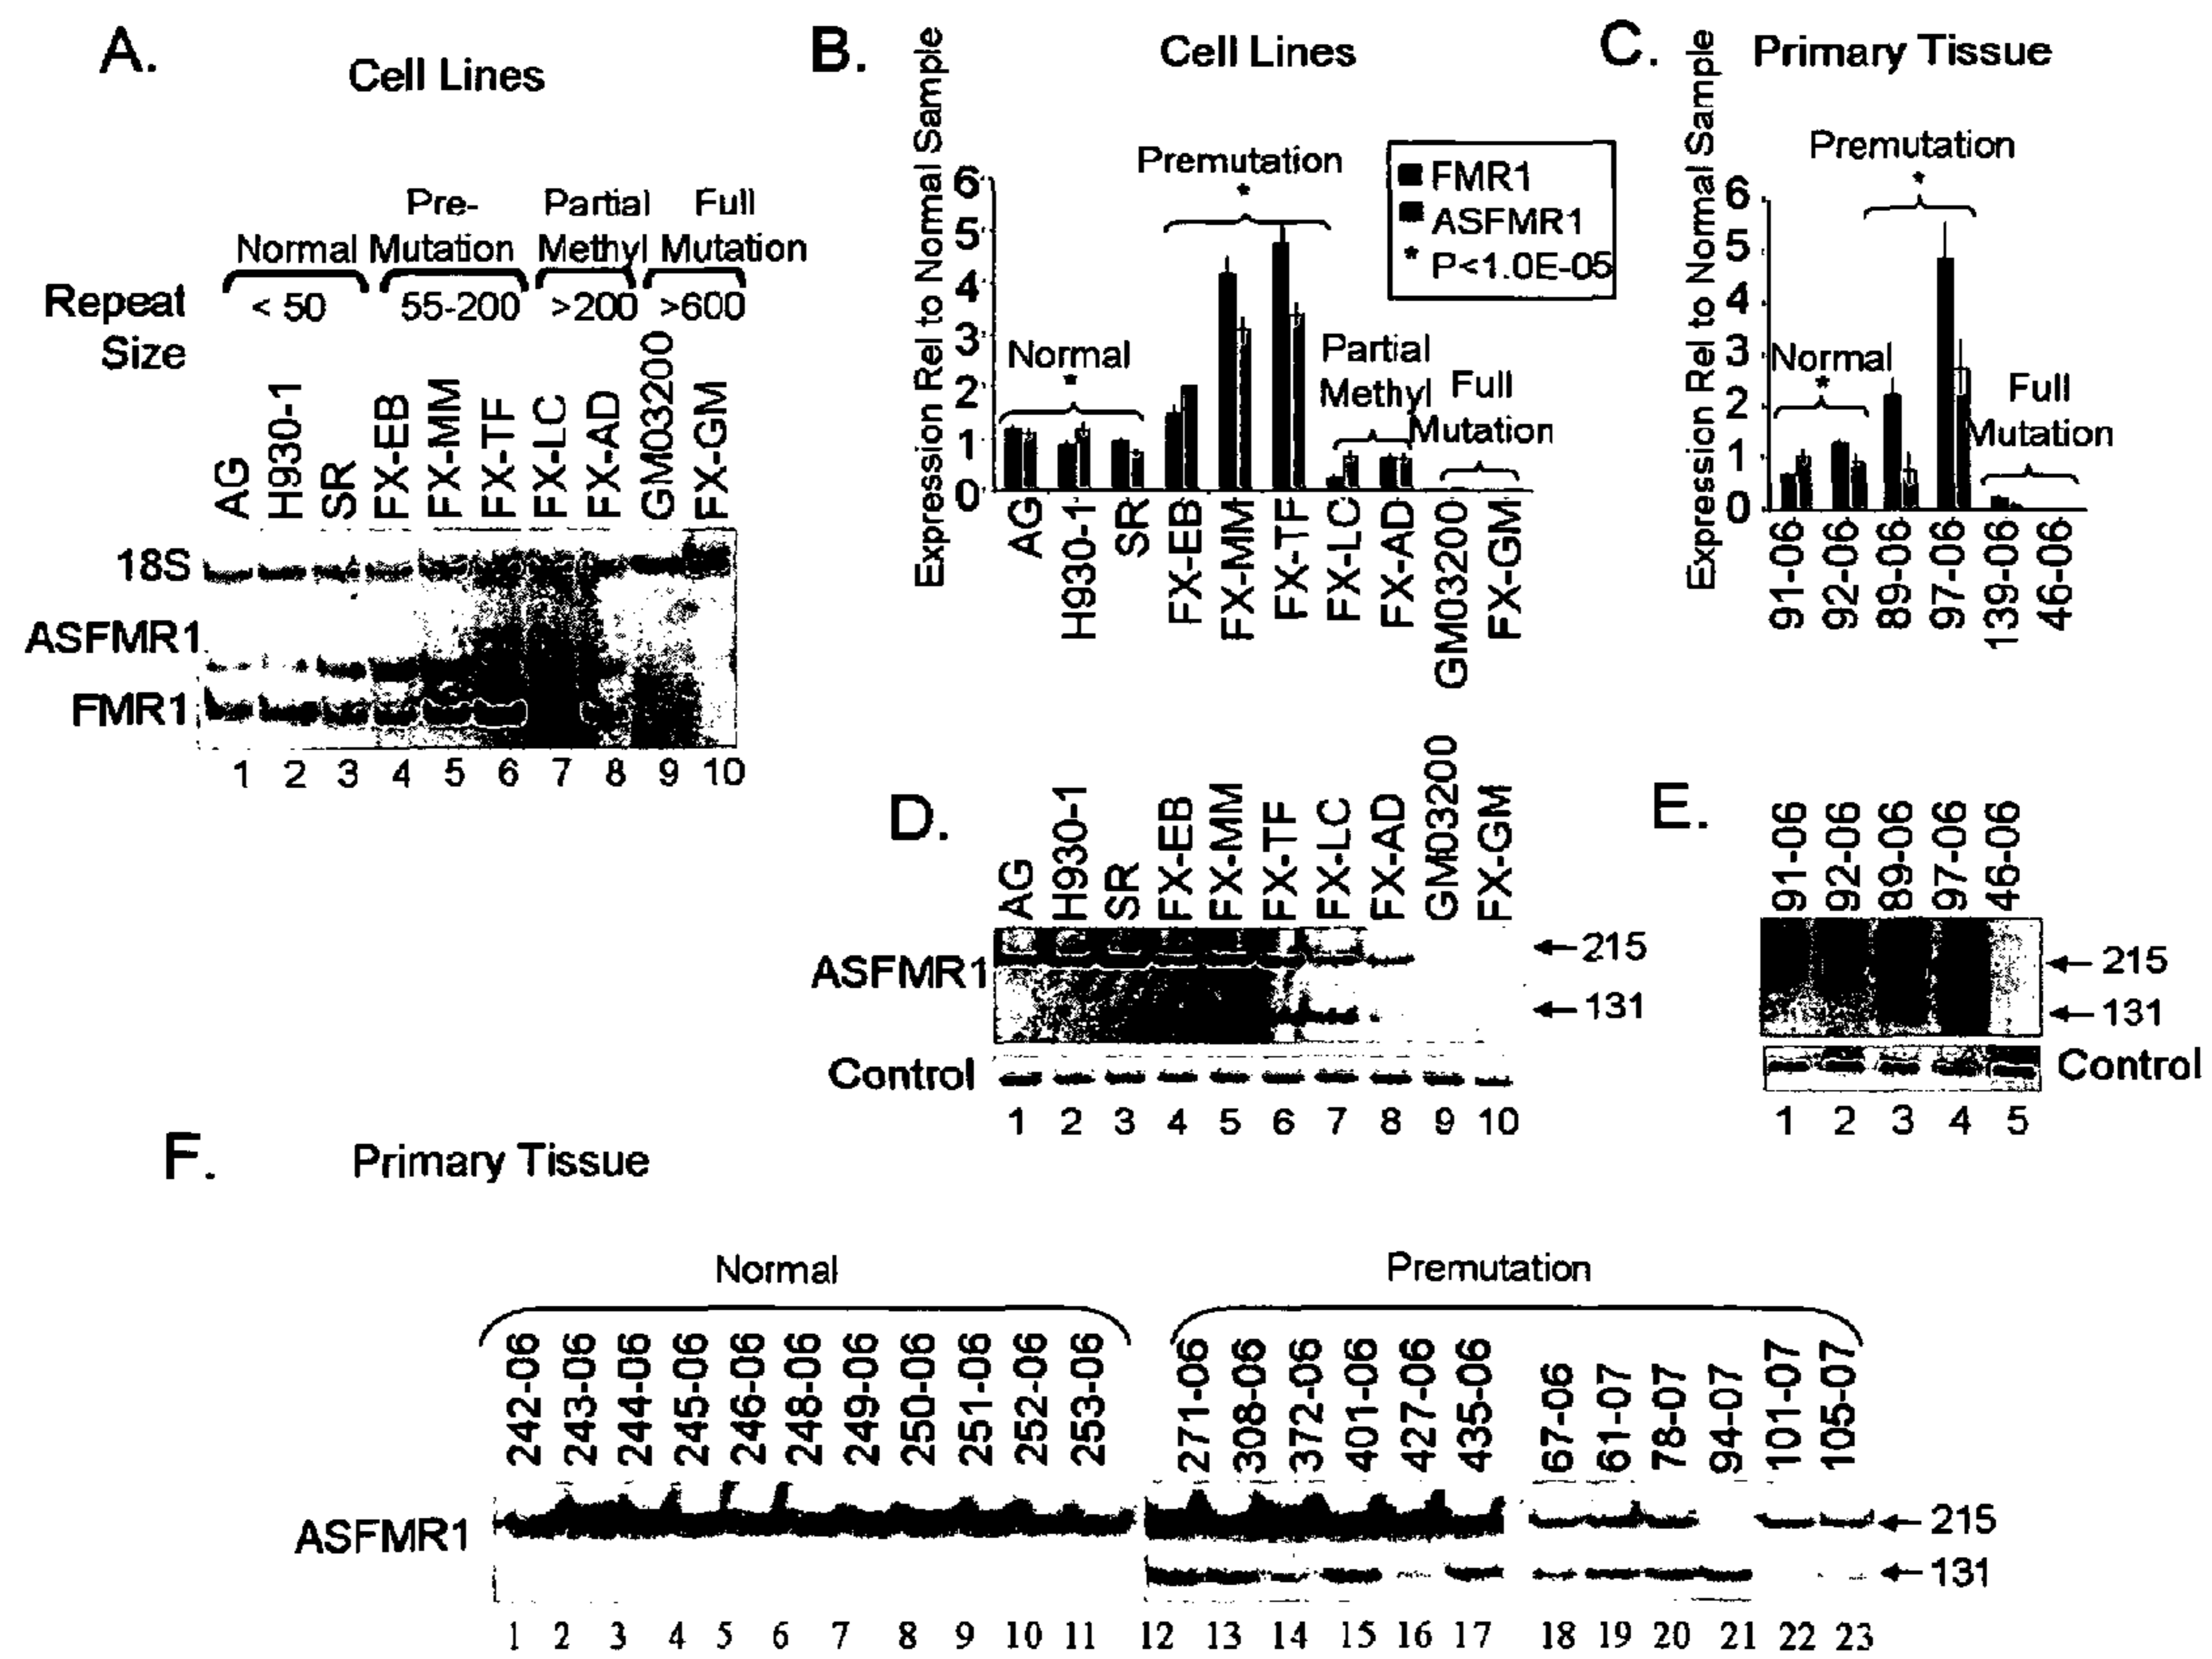 A.
Cell Lines
Pre- Partial Full
Normal Mutation Methyl Mutation
Repeat Size
< 50 55-200 >200 >600
AG
H930-1
SR
FX-EB
FX-MM
FX-TF
FX-LC
FX-AD
GM03200
FX-GM
18S
ASFMR1
FMR1
1 2 3 4 5 6 7 8 9 10
B.
Cell Lines
Expression Rel to Normal Sample
6
5
4
3
2
1
0
Premutation
*
FMR1
ASFMR1
* P<1.0E-05
Normal
*
Partial
Methyl
Full
Mutation
AG
H930-1
SR
FX-EB
FX-MM
FX-TF
FX-LC
FX-AD
GM03200
FX-GM
C.
Primary Tissue
Expression Rel to Normal Sample
6
5
4
3
2
1
0
Premutation
*
Normal
*
Full
Mutation
91-06
92-06
89-06
97-06
139-06
46-06
D.
AG
H930-1
SR
FX-EB
FX-MM
FX-TF
FX-LC
FX-AD
GM03200
FX-GM
ASFMR1
215
131
Control
1 2 3 4 5 6 7 8 9 10
E.
91-06
92-06
89-06
97-06
46-06
215
131
Control
1 2 3 4 5
F.
Primary Tissue
Normal
Premutation
242-06
243-06
244-06
245-06
246-06
248-06
249-06
250-06
251-06
252-06
253-06
271-06
308-06
372-06
401-06
427-06
435-06
67-06
61-07
78-07
94-07
101-07
105-07
ASFMR1
215
131
1 2 3 4 5 6 7 8 9 10 11 12 13 14 15 16 17 18 19 20 21 22 23